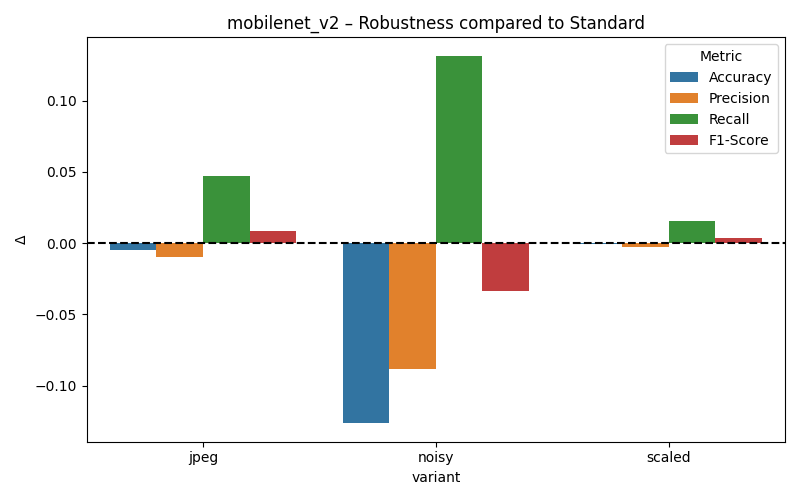 mobilenet_v2 – Robustness compared to Standard
Metric
Accuracy
Precision
Recall
F1-Score
0.10
0.05
0.00
−0.05
−0.10
Δ
jpeg
noisy
scaled
variant